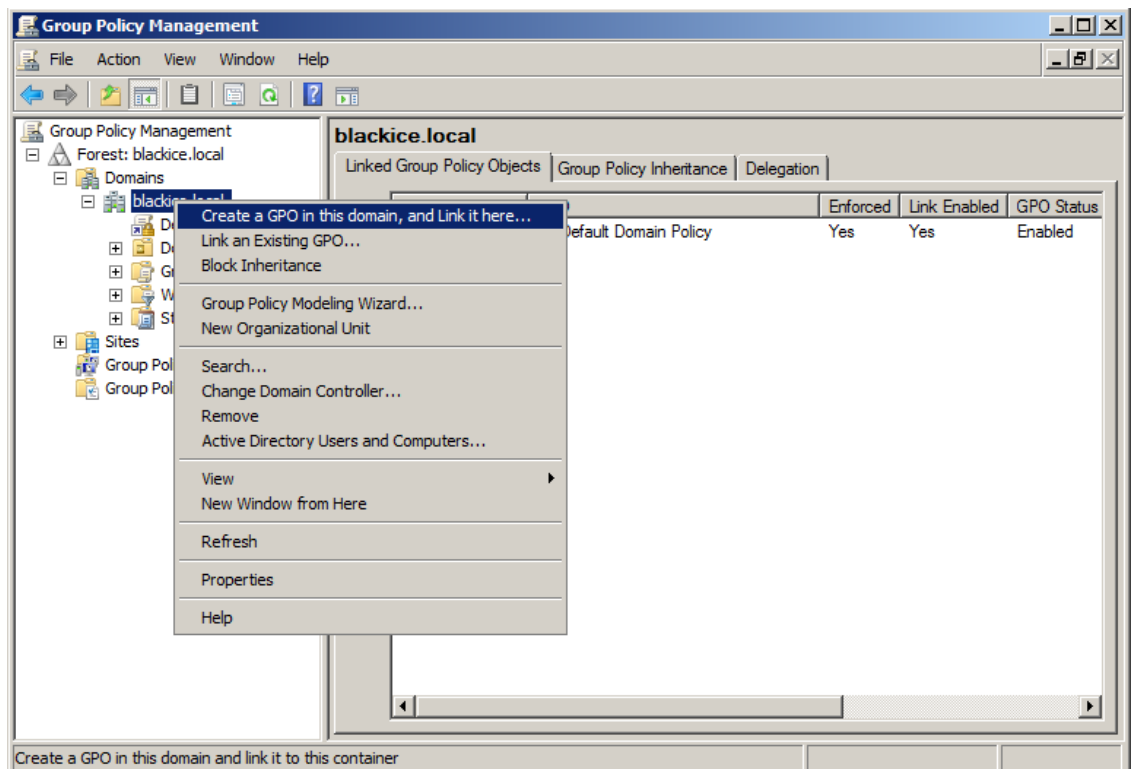 Group Policy Management
File Action View Window Help
Group Policy Management
Forest: blackice.local
Domains
Sites
blackice.local
Linked Group Policy Objects Group Policy Inheritance Delegation
Enforced Link Enabled GPO Status
Default Domain Policy Yes Yes Enabled
Create a GPO in this domain, and Link it here...
Link an Existing GPO...
Block Inheritance
Group Policy Modeling Wizard...
New Organizational Unit
Search...
Change Domain Controller...
Remove
Active Directory Users and Computers...
View
New Window from Here
Refresh
Properties
Help
Create a GPO in this domain and link it to this container